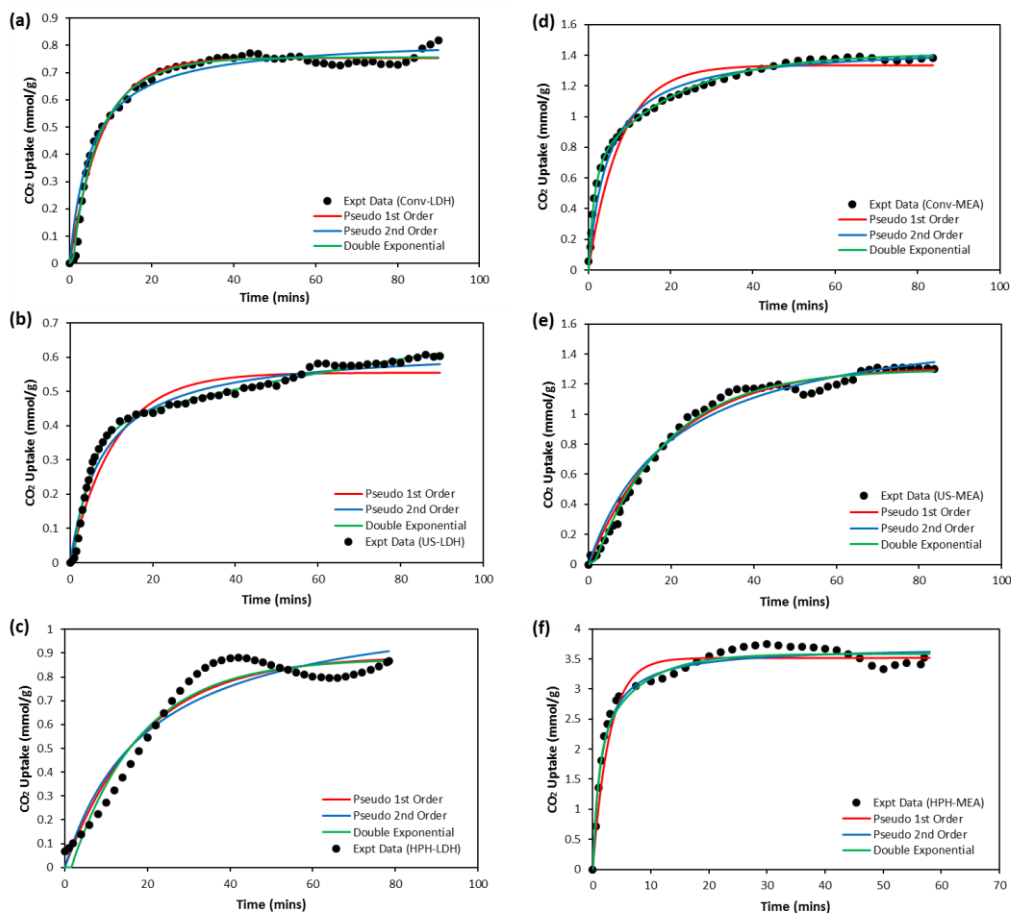 (a)
0.9
0.8
0.7
0.6
0.5
0.4
0.3
0.2
0.1
0
CO₂ Uptake (mmol/g)
Expt Data (Conv-LDH)
Pseudo 1st Order
Pseudo 2nd Order
Double Exponential
0 20 40 60 80 100
Time (mins)
(d)
1.6
1.4
1.2
1
0.8
0.6
0.4
0.2
0
CO₂ Uptake (mmol/g)
Expt Data (Conv-MEA)
Pseudo 1st Order
Pseudo 2nd Order
Double Exponential
0 20 40 60 80 100
Time (mins)
(b)
0.7
0.6
0.5
0.4
0.3
0.2
0.1
0
CO₂ Uptake (mmol/g)
Pseudo 1st Order
Pseudo 2nd Order
Double Exponential
Expt Data (US-LDH)
0 20 40 60 80 100
Time (mins)
(e)
1.6
1.4
1.2
1
0.8
0.6
0.4
0.2
0
CO₂ Uptake (mmol/g)
Expt Data (US-MEA)
Pseudo 1st Order
Pseudo 2nd Order
Double Exponential
0 20 40 60 80 100
Time (mins)
(c)
1
0.9
0.8
0.7
0.6
0.5
0.4
0.3
0.2
0.1
0
CO₂ Uptake (mmol/g)
Pseudo 1st Order
Pseudo 2nd Order
Double Exponential
Expt Data (HPH-LDH)
0 20 40 60 80 100
Time (mins)
(f)
4
3.5
3
2.5
2
1.5
1
0.5
0
CO₂ Uptake (mmol/g)
Expt Data (HPH-MEA)
Pseudo 1st Order
Pseudo 2nd Order
Double Exponential
0 10 20 30 40 50 60 70
Time (mins)